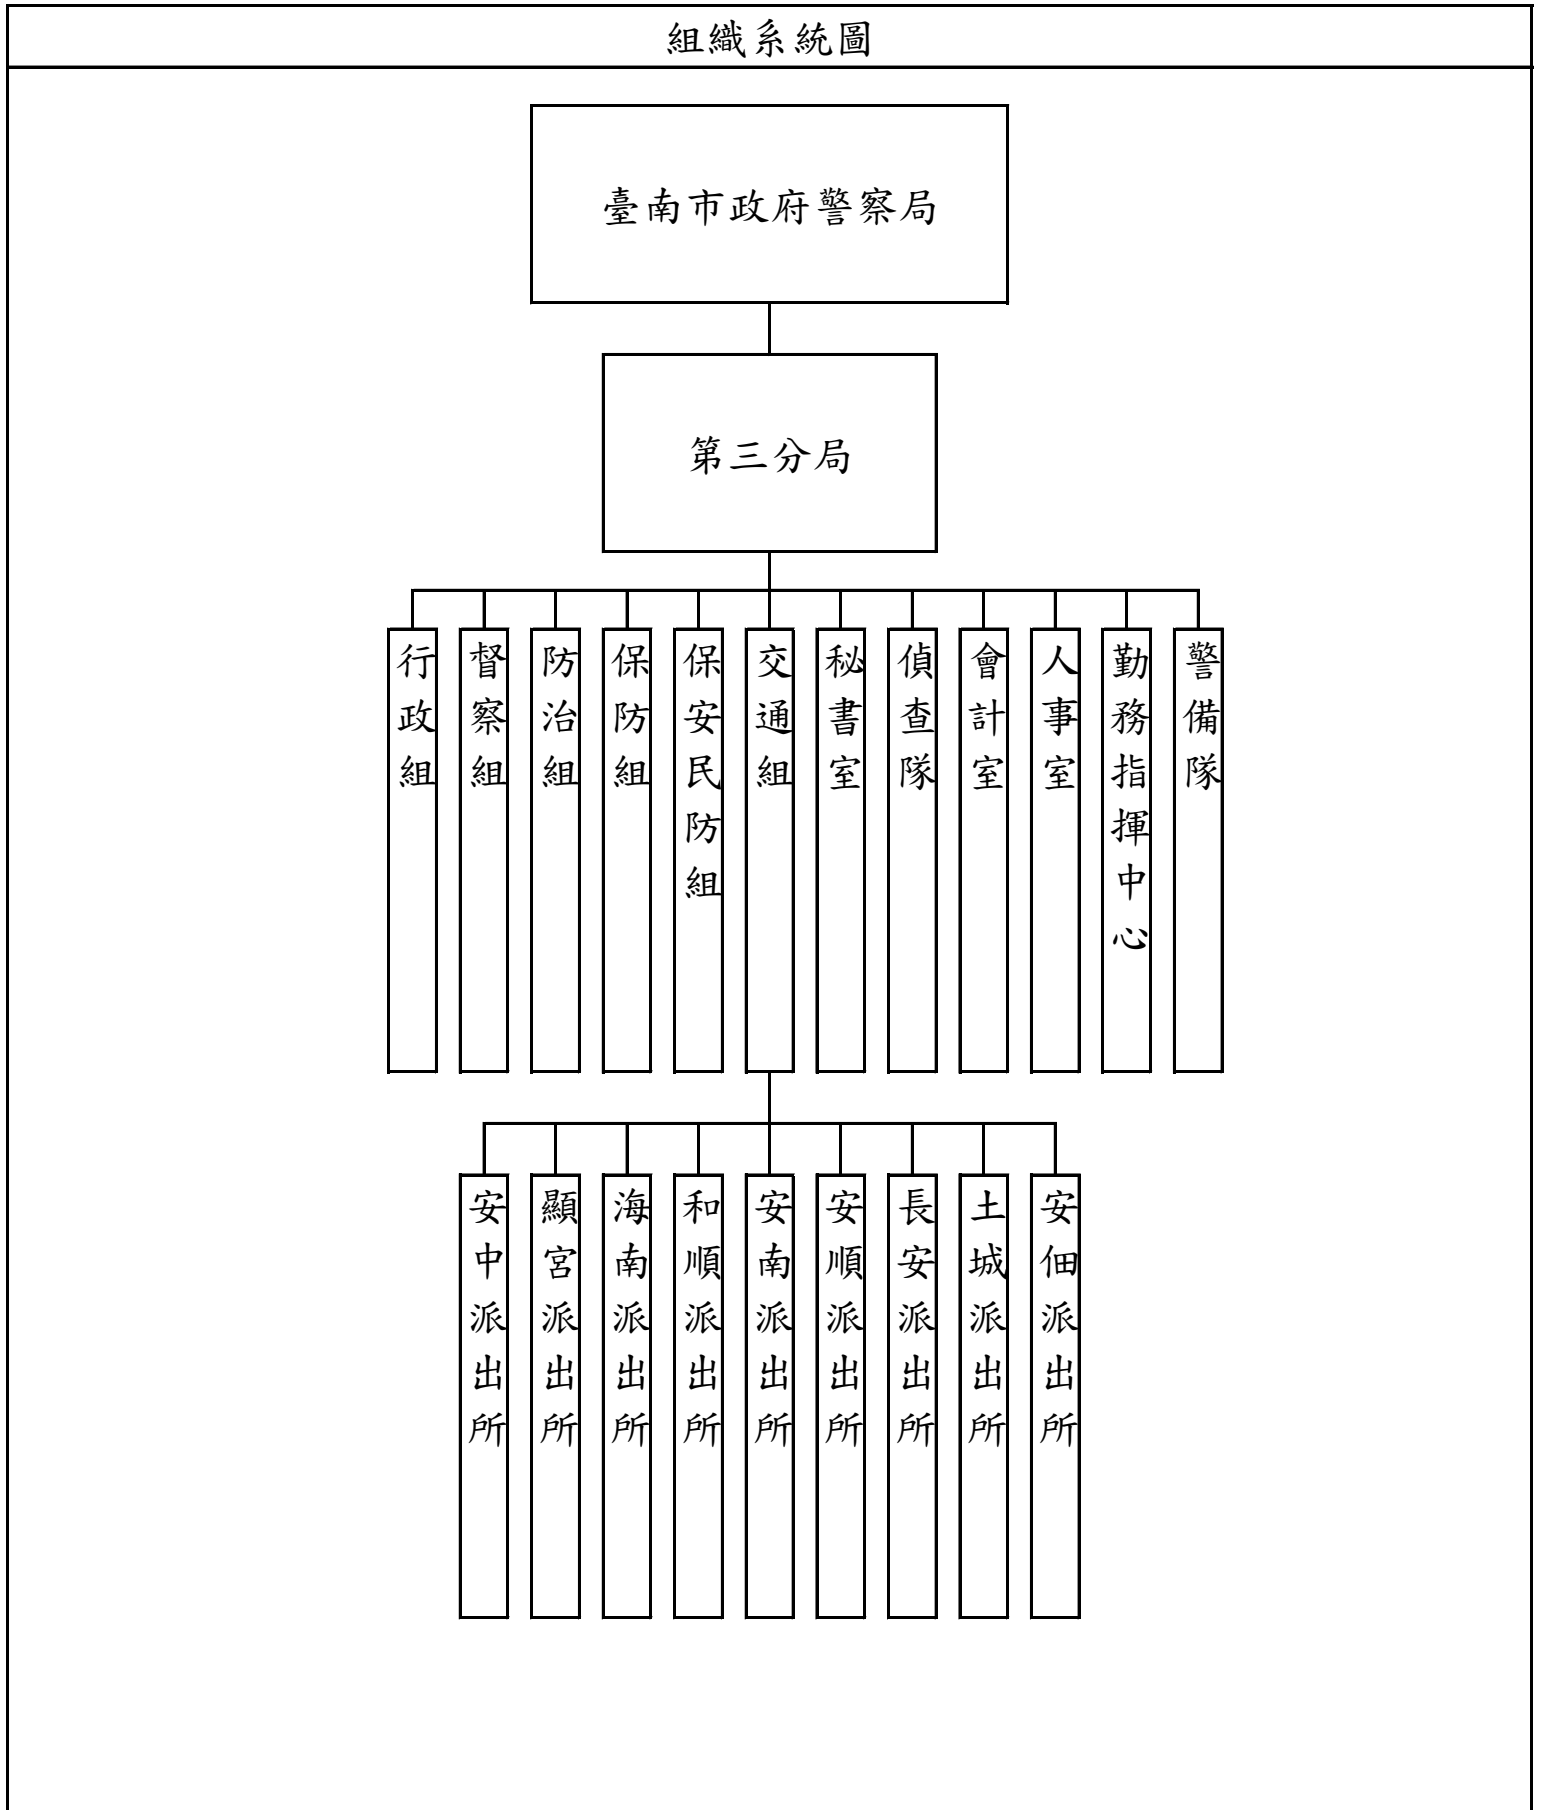 組織系統圖
臺南市政府警察局
第三分局
行政組
督察組
防治組
保防組
保安民防組
交通組
秘書室
偵查隊
會計室
人事室
勤務指揮中心
警備隊
安中派出所
顯宮派出所
海南派出所
和順派出所
安南派出所
安順派出所
長安派出所
土城派出所
安佃派出所